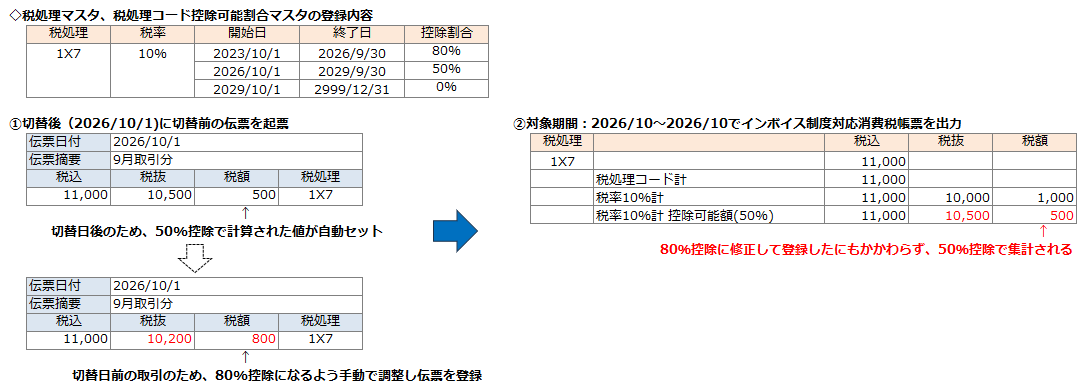 ◇税処理マスタ、税処理コード控除可能割合マスタの登録内容
税処理 税率 開始日 終了日 控除割合
1X7 10% 2023/10/1 2026/9/30 80%
2026/10/1 2029/9/30 50%
2029/10/1 2999/12/31 0%
①切替後（2026/10/1)に切替前の伝票を起票
伝票日付 2026/10/1
伝票摘要 9月取引分
税込 税抜 税額 税処理
11,000 10,500 500 1X7
↑
切替日後のため、50%控除で計算された値が自動セット
伝票日付 2026/10/1
伝票摘要 9月取引分
税込 税抜 税額 税処理
11,000 10,200 800 1X7
↑
切替日前の取引のため、80%控除になるよう手動で調整し伝票を登録
②対象期間：2026/10～2026/10でインボイス制度対応消費税帳票を出力
税処理 税込 税抜 税額
1X7 11,000
税処理コード計 11,000
税率10%計 11,000 10,000 1,000
税率10%計 控除可能額(50%) 11,000 10,500 500
↑
80%控除に修正して登録したにもかかわらず、50%控除で集計される